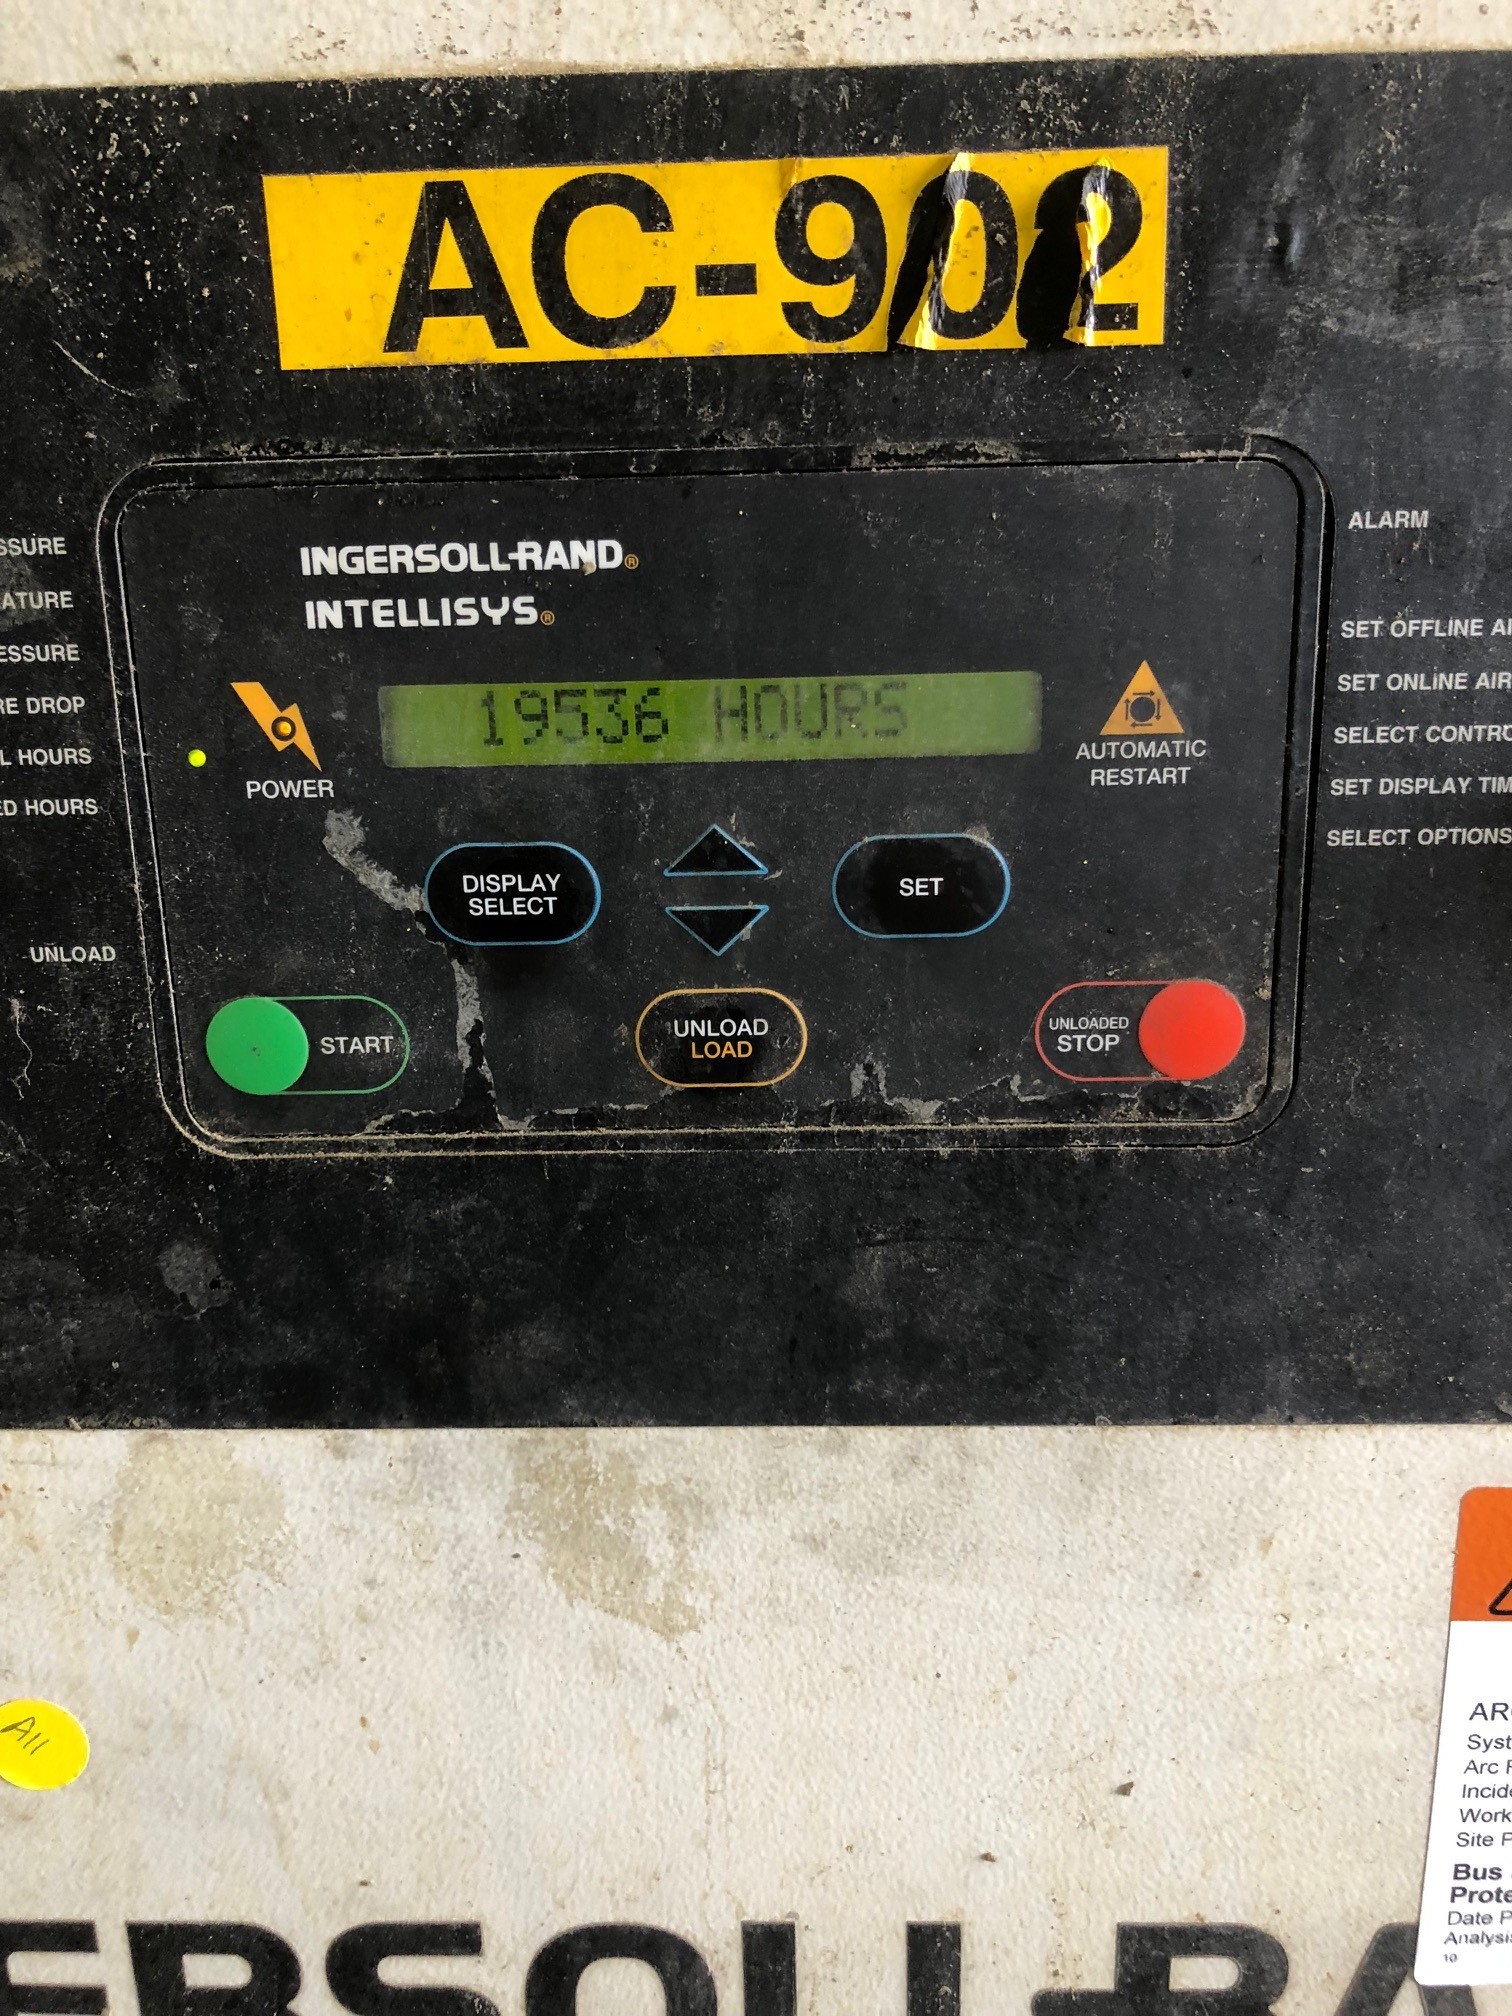 AC-902
INGERSOLL-RAND®
INTELLISYS®
19536 HOURS
POWER
AUTOMATIC
RESTART
DISPLAY
SELECT
SET
START
UNLOAD
LOAD
UNLOADED
STOP
SSURE
ATURE
ESSURE
RE DROP
L HOURS
ED HOURS
UNLOAD
ALARM
SET OFFLINE AI
SET ONLINE AIR
SELECT CONTRO
SET DISPLAY TIM
SELECT OPTIONS
A11
ARC
Syst
Arc F
Incid
Work
Site P
Bus
Prote
Date P
Analysis
10
ERSOLL-RA